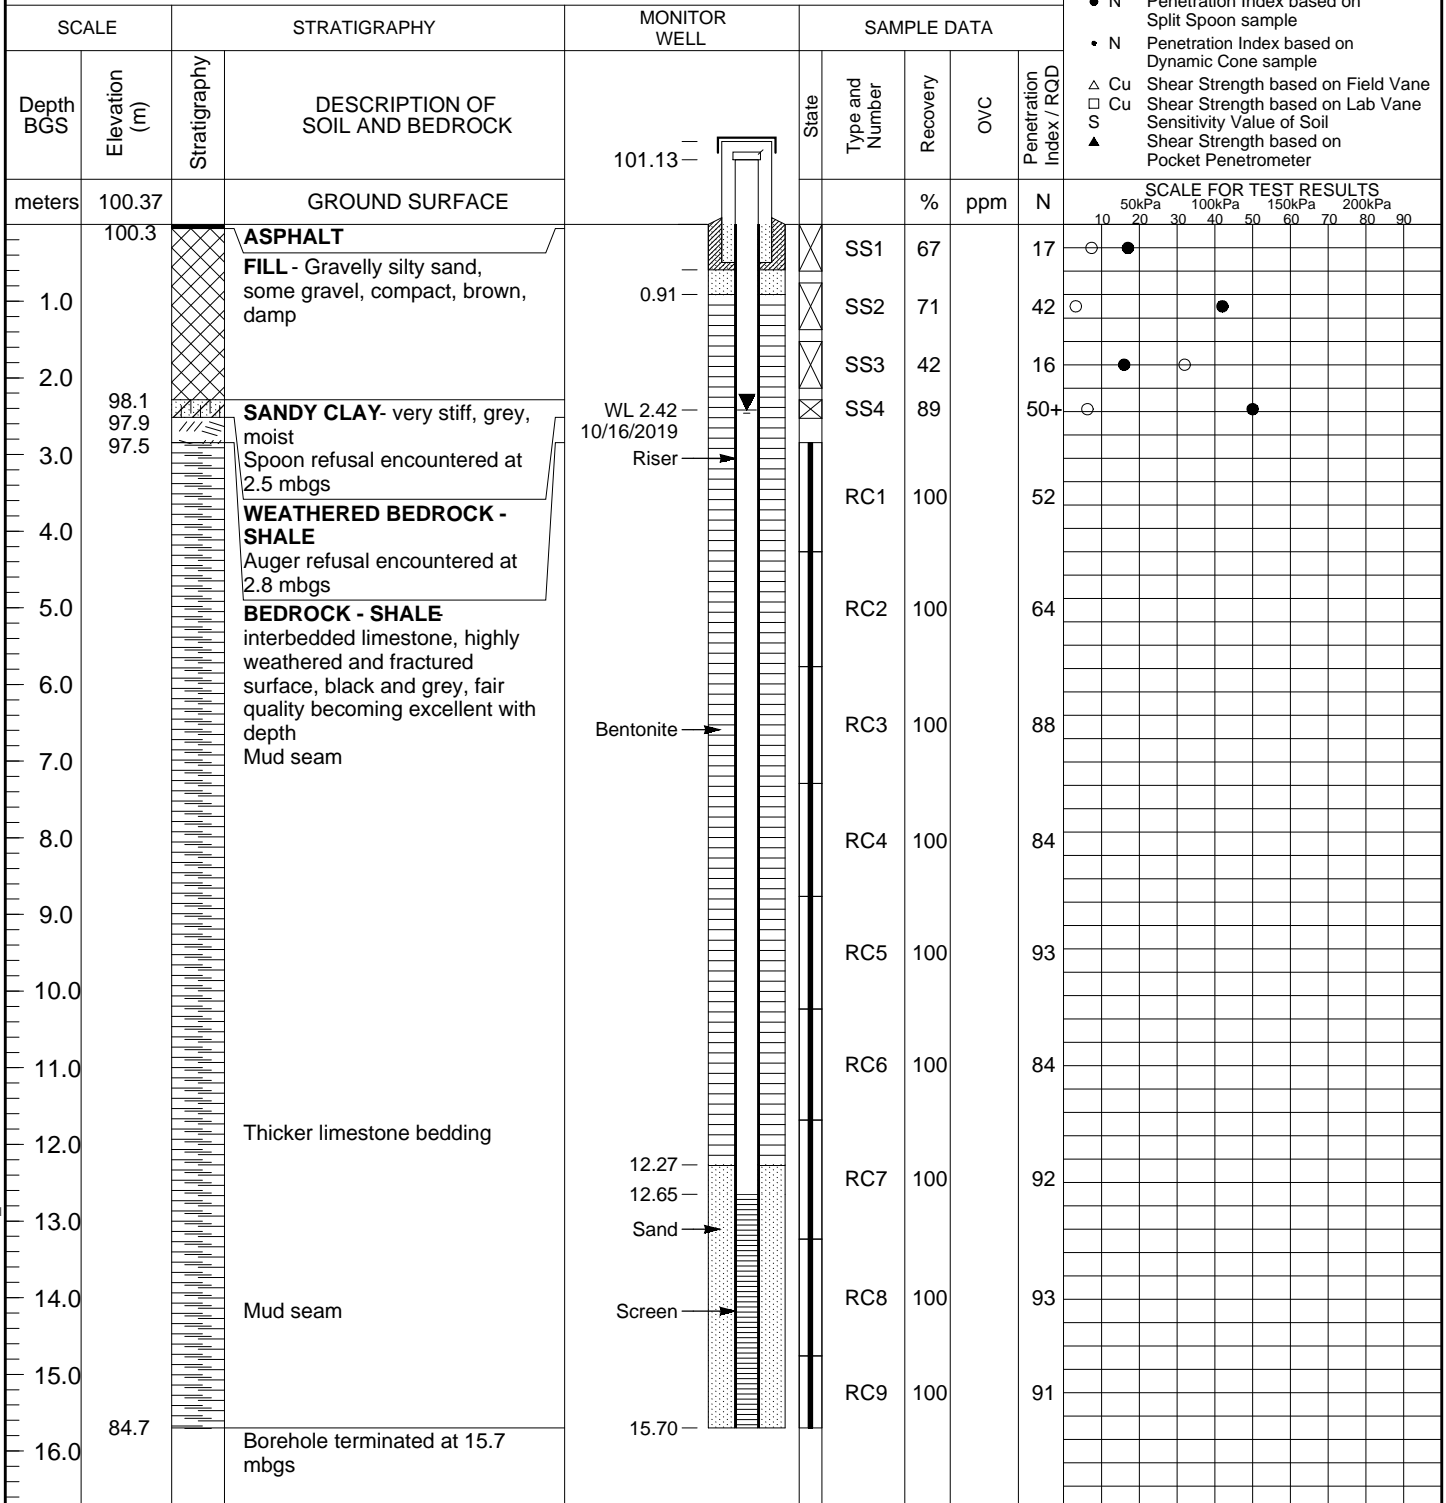 ● N Penetration Index based on
Split Spoon sample
• N Penetration Index based on
Dynamic Cone sample
△ Cu Shear Strength based on Field Vane
□ Cu Shear Strength based on Lab Vane
S Sensitivity Value of Soil
▲ Shear Strength based on
Pocket Penetrometer
SCALE STRATIGRAPHY MONITOR WELL SAMPLE DATA
Depth BGS
Elevation (m)
Stratigraphy
DESCRIPTION OF
SOIL AND BEDROCK
State
Type and Number
Recovery
OVC
Penetration Index / RQD
101.13
meters 100.37 GROUND SURFACE % ppm N
SCALE FOR TEST RESULTS
50kPa 100kPa 150kPa 200kPa
10 20 30 40 50 60 70 80 90
100.3
ASPHALT
SS1 67 17
FILL - Gravelly silty sand,
some gravel, compact, brown,
damp
0.91
1.0
SS2 71 42
SS3 42 16
2.0
98.1
97.9
97.5
SANDY CLAY- very stiff, grey,
moist
Spoon refusal encountered at
2.5 mbgs
WL 2.42
10/16/2019
SS4 89 50+
3.0
Riser
RC1 100 52
WEATHERED BEDROCK -
SHALE
Auger refusal encountered at
2.8 mbgs
4.0
5.0
RC2 100 64
BEDROCK - SHALE-
interbedded limestone, highly
weathered and fractured
surface, black and grey, fair
quality becoming excellent with
depth
Mud seam
6.0
Bentonite
RC3 100 88
7.0
8.0
RC4 100 84
9.0
RC5 100 93
10.0
11.0
RC6 100 84
Thicker limestone bedding
12.0
12.27
RC7 100 92
12.65
13.0
Sand
14.0
Mud seam
Screen
RC8 100 93
15.0
RC9 100 91
84.7
15.70
Borehole terminated at 15.7
mbgs
16.0